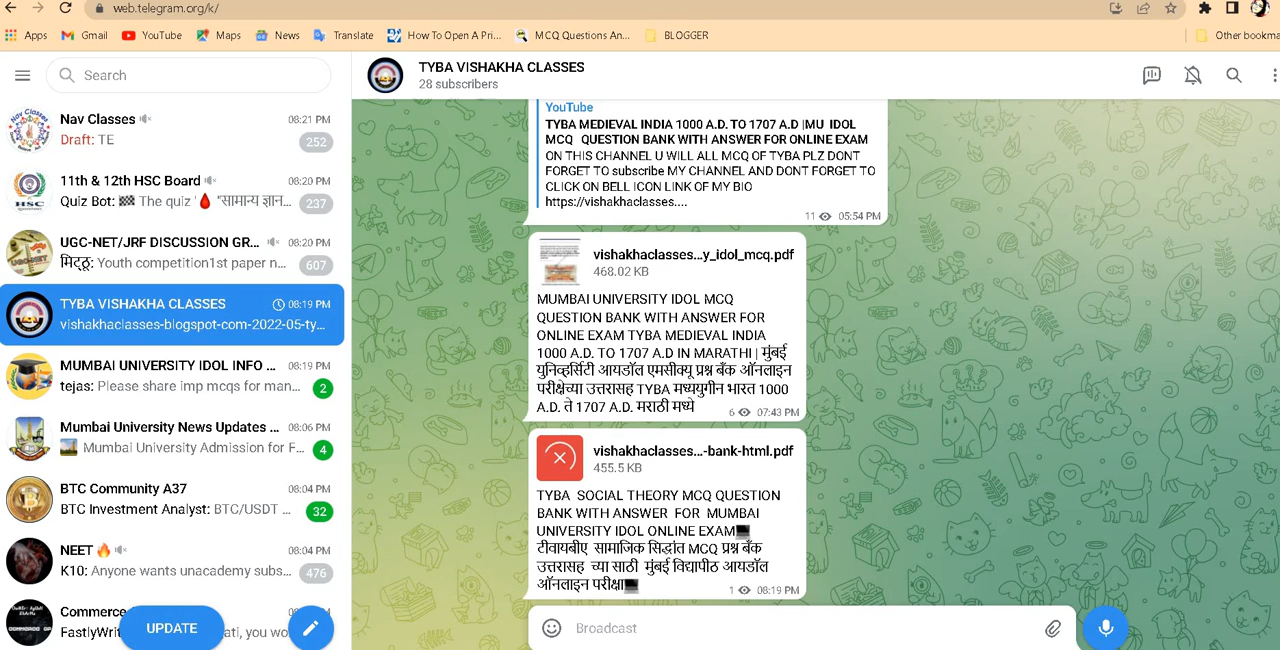 web.telegram.org/k/
Apps
Gmail
YouTube
Maps
News
Translate
How To Open A Pri...
MCQ Questions An...
BLOGGER
Other bookma
Search
Nav Classes
08:21 PM
Draft: TE
252
11th & 12th HSC Board
08:20 PM
Quiz Bot: 🏁 The quiz '🩸 "सामान्य ज्ञान...
237
UGC-NET/JRF DISCUSSION GR...
08:20 PM
मिट्ठू: Youth competition1st paper n...
607
TYBA VISHAKHA CLASSES
08:19 PM
vishakhaclasses-blogspot-com-2022-05-ty...
MUMBAI UNIVERSITY IDOL INFO ...
08:19 PM
tejas: Please share imp mcqs for man...
2
Mumbai University News Updates ...
08:06 PM
Mumbai University Admission for F...
4
BTC Community A37
08:04 PM
BTC Investment Analyst: BTC/USDT ...
32
NEET 🔥
08:04 PM
K10: Anyone wants unacademy subs...
476
Commerce
FastlyWrit
ati, you wo
UPDATE
TYBA VISHAKHA CLASSES
28 subscribers
YouTube
TYBA MEDIEVAL INDIA 1000 A.D. TO 1707 A.D |MU IDOL
MCQ QUESTION BANK WITH ANSWER FOR ONLINE EXAM
ON THIS CHANNEL U WILL ALL MCQ OF TYBA PLZ DONT
FORGET TO subscribe MY CHANNEL AND DONT FORGET TO
CLICK ON BELL ICON LINK OF MY BIO
https://vishakhaclasses....
11 05:54 PM
vishakhaclasses...y_idol_mcq.pdf
468.02 KB
MUMBAI UNIVERSITY IDOL MCQ
QUESTION BANK WITH ANSWER FOR
ONLINE EXAM TYBA MEDIEVAL INDIA
1000 A.D. TO 1707 A.D IN MARATHI | मुंबई
युनिव्हर्सिटी आयडॉल एमसीक्यू प्रश्न बँक ऑनलाइन
परीक्षेच्या उत्तरासह TYBA मध्ययुगीन भारत 1000
A.D. ते 1707 A.D. मराठी मध्ये
6 07:43 PM
vishakhaclasses...-bank-html.pdf
455.5 KB
TYBA SOCIAL THEORY MCQ QUESTION
BANK WITH ANSWER FOR MUMBAI
UNIVERSITY IDOL ONLINE EXAM💻
टीवायबीए सामाजिक सिद्धांत MCQ प्रश्न बँक
उत्तरासह च्या साठी मुंबई विद्यापीठ आयडॉल
ऑनलाइन परीक्षा💻
1 08:19 PM
Broadcast